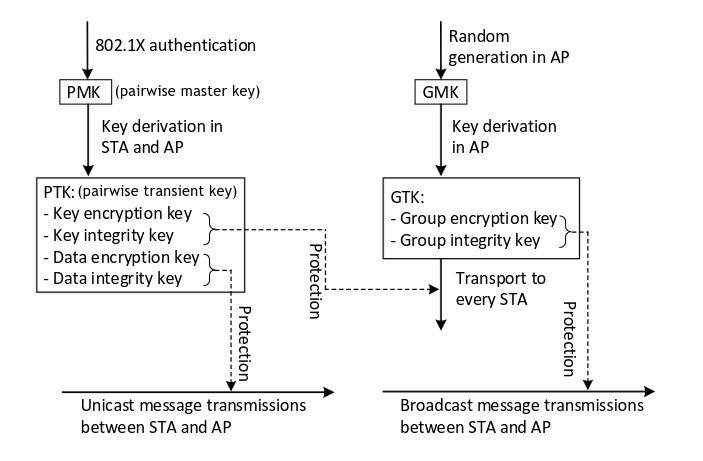 802.1X authentication
PMK (pairwise master key)
Key derivation in
STA and AP
PTK: (pairwise transient key)
- Key encryption key
- Key integrity key
- Data encryption key
- Data integrity key
Protection
Protection
Unicast message transmissions
between STA and AP
Random
generation in AP
GMK
Key derivation
in AP
GTK:
- Group encryption key
- Group integrity key
Transport to
every STA
Protection
Broadcast message transmissions
between STA and AP